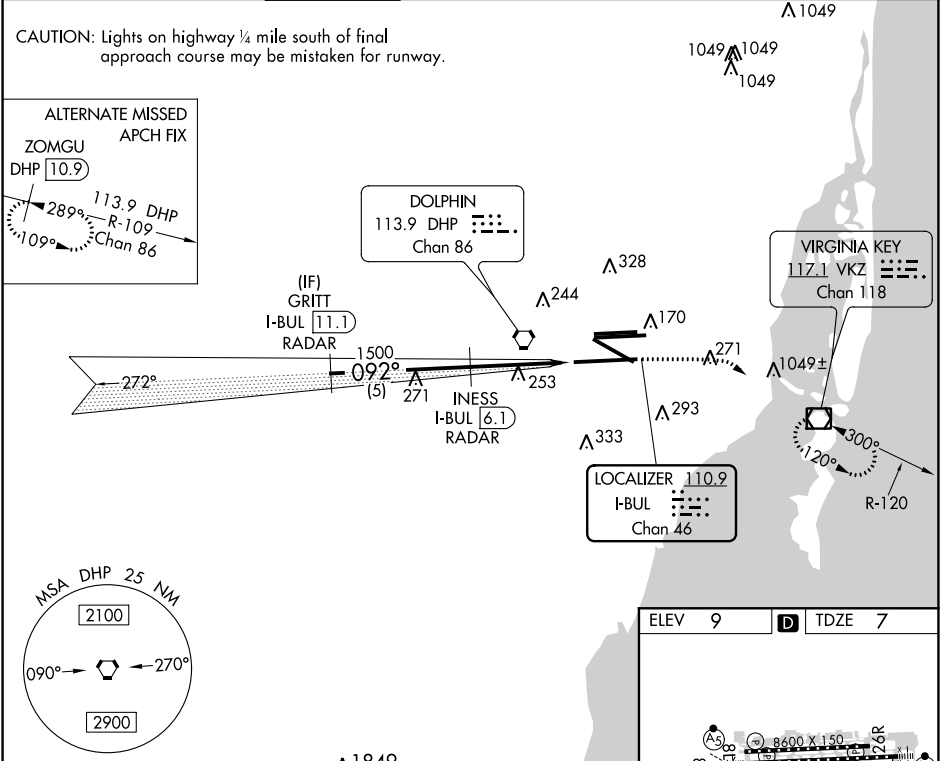 CAUTION: Lights on highway ¼ mile south of final
approach course may be mistaken for runway.
1049
1049
1049
1049
ALTERNATE MISSED
APCH FIX
ZOMGU
DHP 10.9
113.9 DHP
289°
R-109
109°
Chan 86
DOLPHIN
113.9 DHP
Chan 86
VIRGINIA KEY
117.1 VKZ
Chan 118
(IF)
GRITT
I-BUL 11.1
RADAR
328
244
170
271
1049±
1500
092°
(5)
272°
271
253
INESS
I-BUL 6.1
RADAR
293
333
300°
120°
R-120
LOCALIZER 110.9
I-BUL
Chan 46
MSA DHP 25 NM
2100
090°
270°
2900
ELEV 9
D
TDZE 7
A5
8600 X 150
26R
P
P
1849